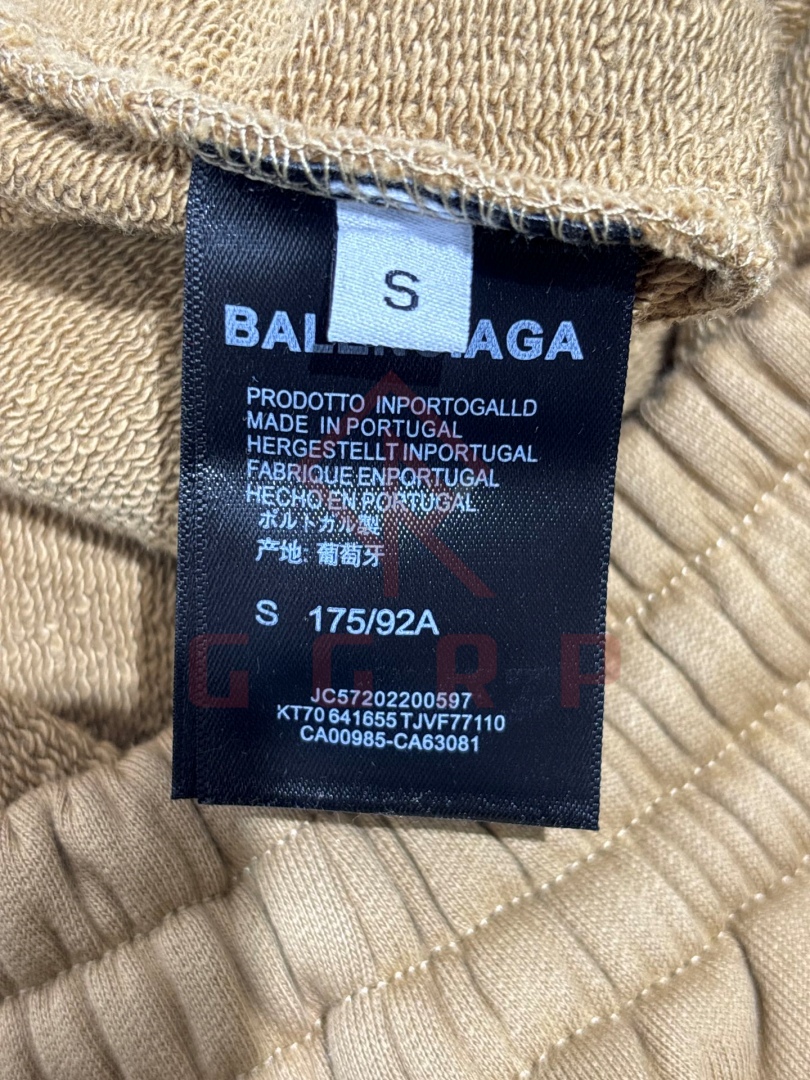 S
BALENCIAGA
PRODOTTO INPORTOGALLD
MADE IN PORTUGAL
HERGESTELLT INPORTUGAL
FABRIQUE ENPORTUGAL
HECHO EN PORTUGAL
ポルトカル製
产地: 葡萄牙
S 175/92A
GGRP
JC57202200597
KT70 641655 TJVF77110
CA00985-CA63081